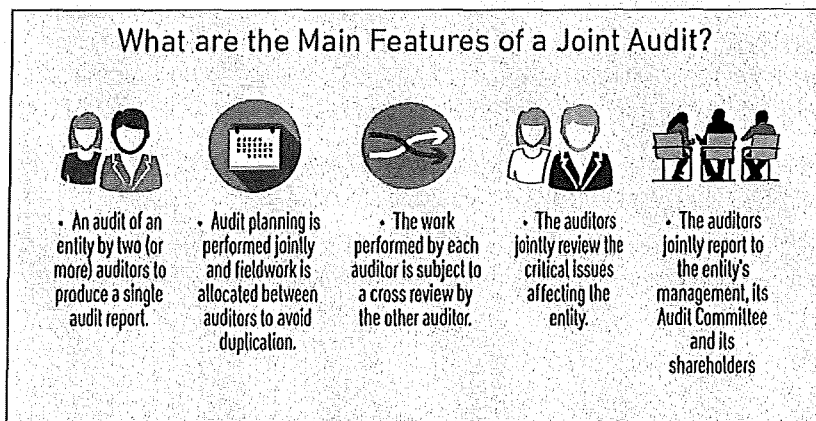 What are the Main Features of a Joint Audit?
• An audit of an
entity by two (or
more) auditors to
produce a single
audit report.
• Audit planning is
performed jointly
and fieldwork is
allocated between
auditors to avoid
duplication.
• The work
performed by each
auditor is subject to
a cross review by
the other auditor.
• The auditors
jointly review the
critical issues
affecting the
entity.
• The auditors
jointly report to
the entity's
management, its
Audit Committee
and its
shareholders